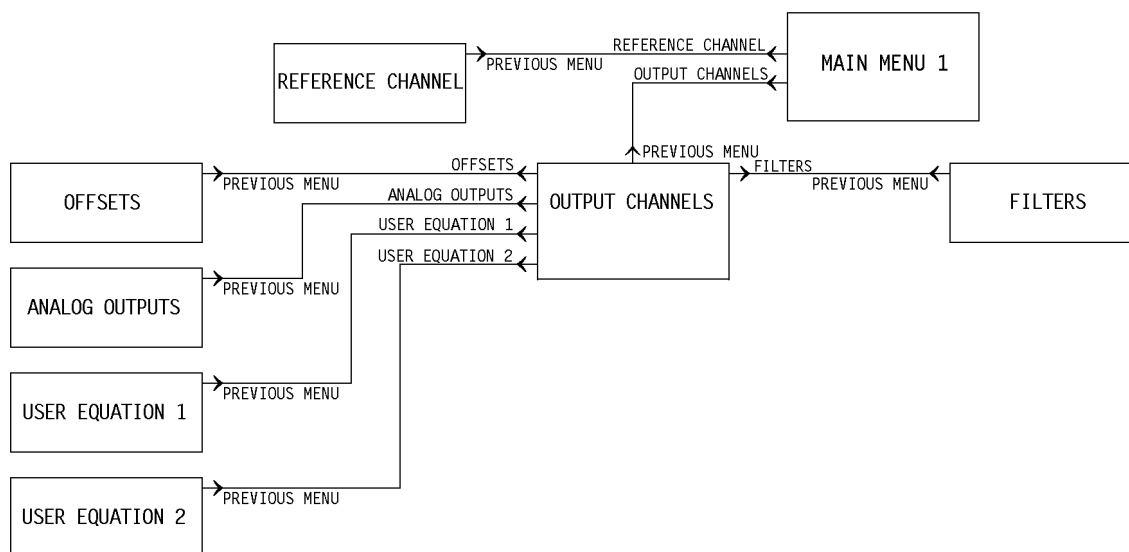 REFERENCE CHANNEL
MAIN MENU 1
PREVIOUS MENU
REFERENCE CHANNEL
OUTPUT CHANNELS
PREVIOUS MENU
OFFSETS
FILTERS
OFFSETS
PREVIOUS MENU
ANALOG OUTPUTS
OUTPUT CHANNELS
PREVIOUS MENU
FILTERS
USER EQUATION 1
USER EQUATION 2
ANALOG OUTPUTS
PREVIOUS MENU
USER EQUATION 1
PREVIOUS MENU
USER EQUATION 2
PREVIOUS MENU